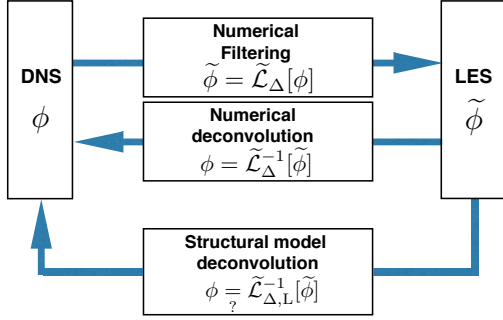 DNS
ϕ
Numerical
Filtering
ϕ̃ = ℒ̃_Δ[ϕ]
Numerical
deconvolution
ϕ = ℒ̃_Δ^{-1}[ϕ̃]
Structural model
deconvolution
ϕ =_? ℒ̃_{Δ,L}^{-1}[ϕ̃]
LES
ϕ̃